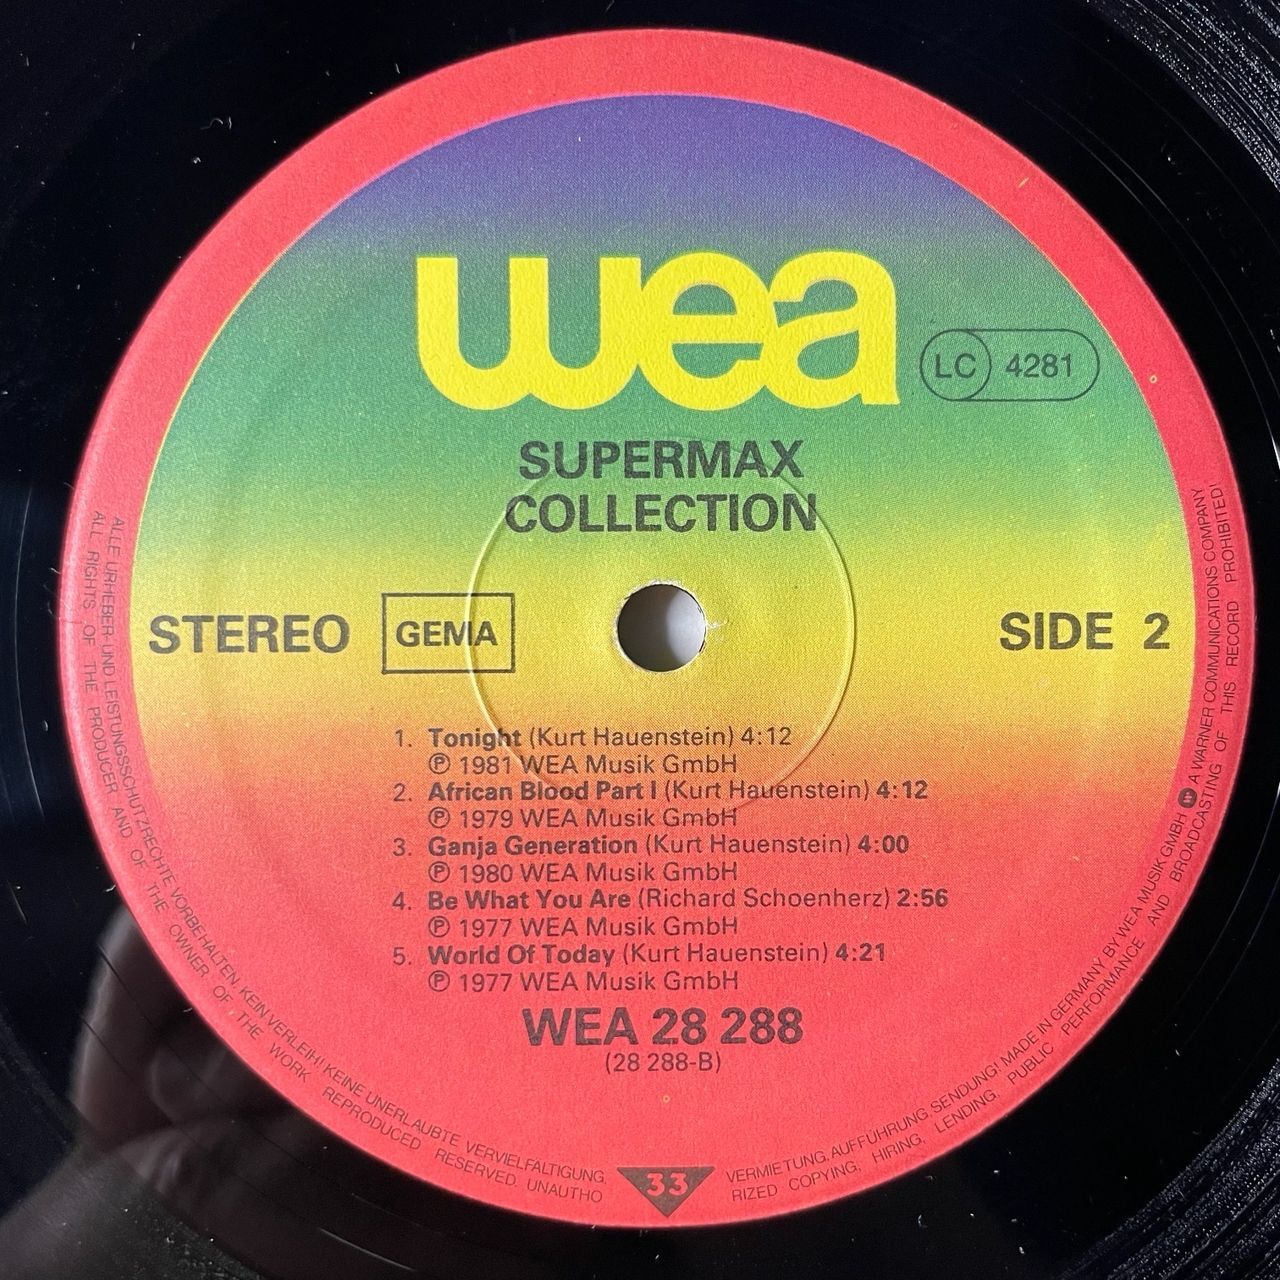 wea
LC 4281
SUPERMAX
COLLECTION
STEREO GEMA SIDE 2
1. Tonight (Kurt Hauenstein) 4:12
Ⓟ 1981 WEA Musik GmbH
2. African Blood Part I (Kurt Hauenstein) 4:12
Ⓟ 1979 WEA Musik GmbH
3. Ganja Generation (Kurt Hauenstein) 4:00
Ⓟ 1980 WEA Musik GmbH
4. Be What You Are (Richard Schoenherz) 2:56
Ⓟ 1977 WEA Musik GmbH
5. World Of Today (Kurt Hauenstein) 4:21
Ⓟ 1977 WEA Musik GmbH
WEA 28 288
(28 288-B)
33
ALLE URHEBER- UND LEISTUNGSSCHUTZRECHTE VORBEHALTEN. KEIN VERLEIH! KEINE UNERLAUBTE VERVIELFÄLTIGUNG, VERMIETUNG, AUFFÜHRUNG, SENDUNG! MADE IN GERMANY BY WEA MUSIK GMBH A WARNER COMMUNICATIONS COMPANY
ALL RIGHTS OF THE PRODUCER AND OF THE OWNER OF THE WORK REPRODUCED RESERVED. UNAUTHORIZED COPYING, HIRING, LENDING, PUBLIC PERFORMANCE AND BROADCASTING OF THIS RECORD PROHIBITED!